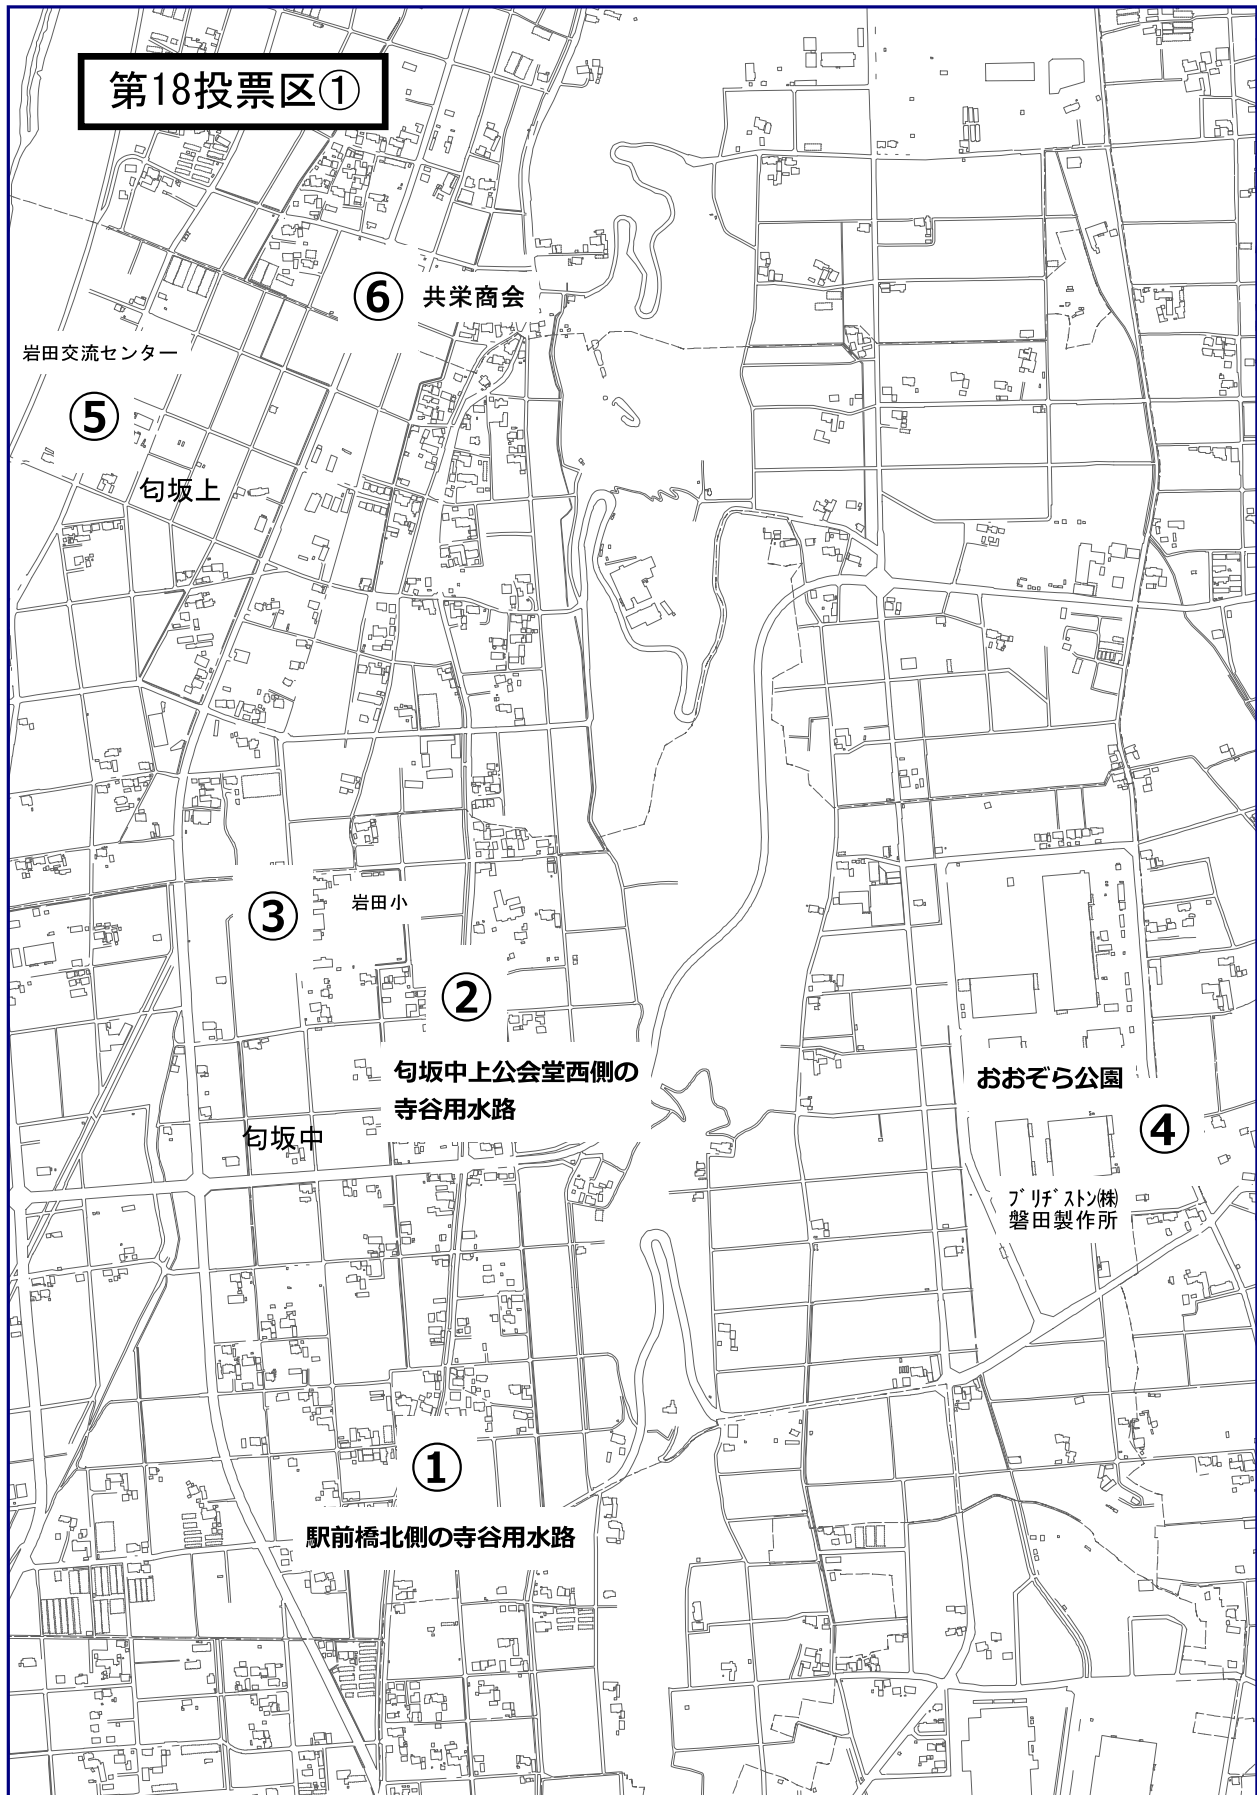 第18投票区①
⑥ 共栄商会
岩田交流センター
⑤
匂坂上
③
岩田小
②
匂坂中上公会堂西側の
寺谷用水路
おおぞら公園
④
匂坂中
ブリヂストン㈱
磐田製作所
①
駅前橋北側の寺谷用水路